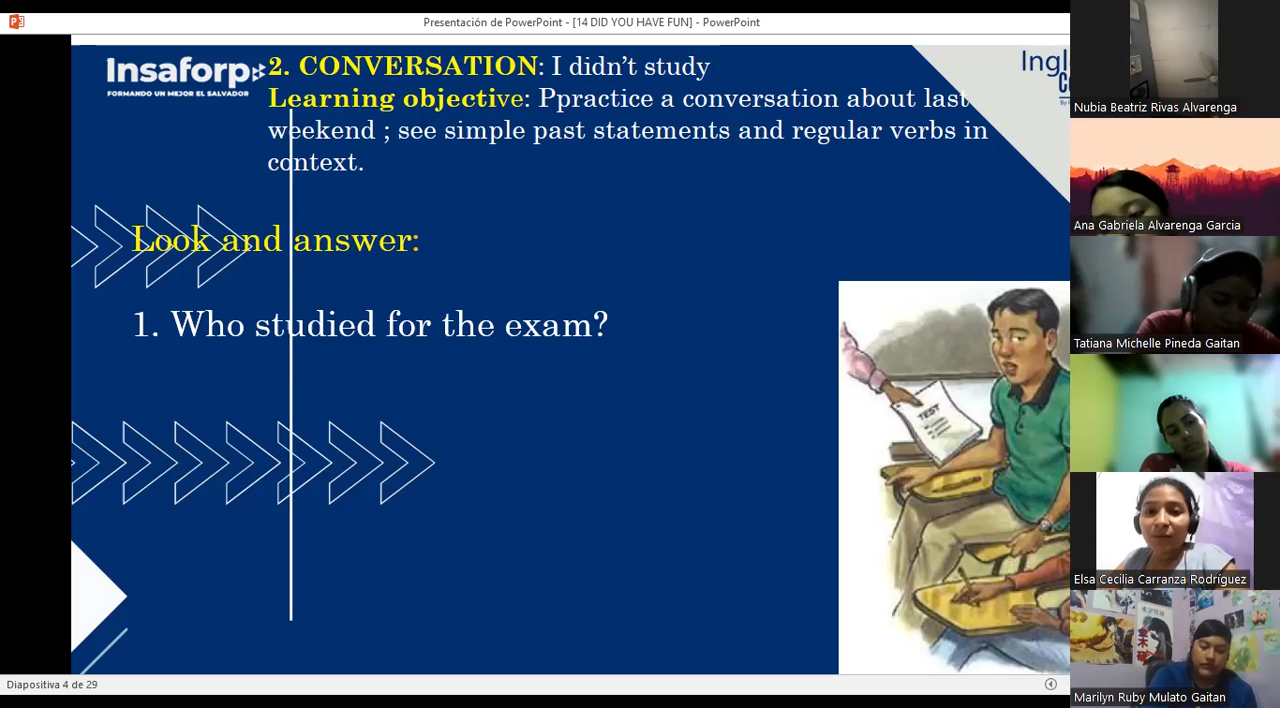 Presentación de PowerPoint - [14 DID YOU HAVE FUN] - PowerPoint
Insaforp
FORMANDO UN MEJOR EL SALVADOR
2. CONVERSATION: I didn't study
Learning objective: Ppractice a conversation about last
weekend ; see simple past statements and regular verbs in
context.
Look and answer:
1. Who studied for the exam?
TEST
Diapositiva 4 de 29
Nubia Beatriz Rivas Alvarenga
Ana Gabriela Alvarenga Garcia
Tatiana Michelle Pineda Gaitan
Elsa Cecilia Carranza Rodríguez
Marilyn Ruby Mulato Gaitan